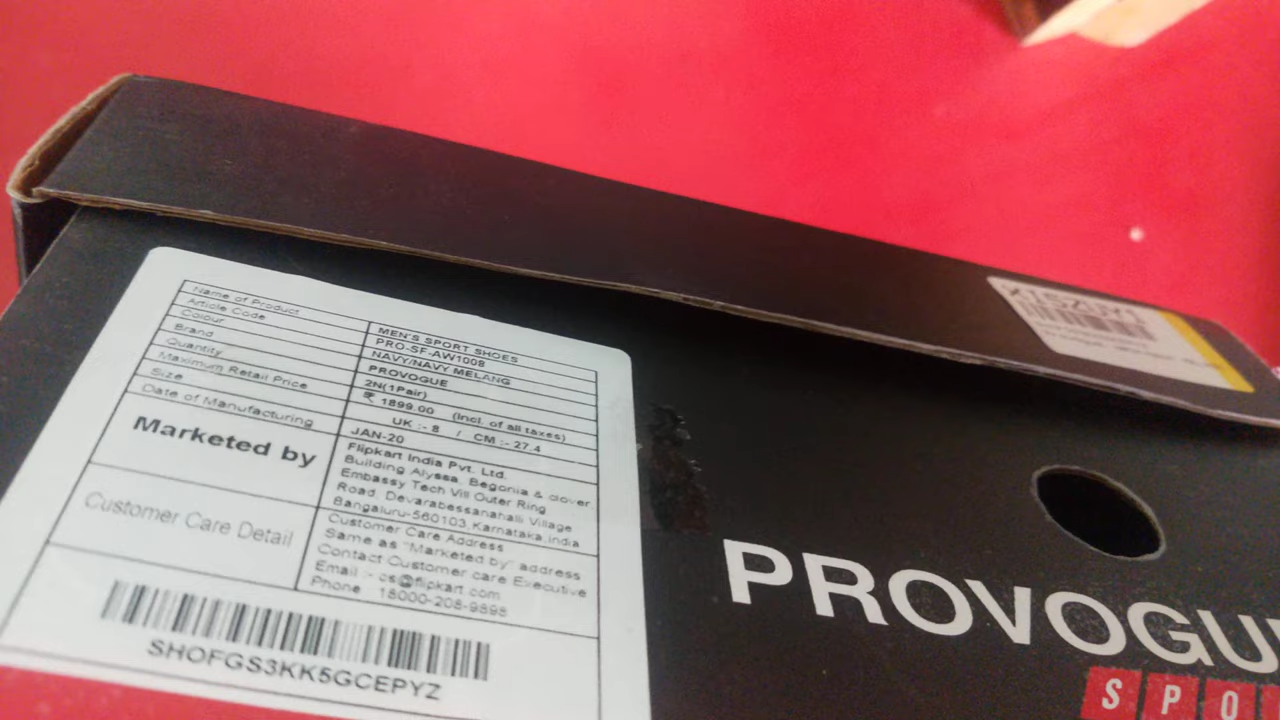 Name of Product MEN'S SPORT SHOES
Article Code PRO-SF-AW1008
Colour NAVY/NAVY MELANG
Brand PROVOGUE
Quantity 2N(1Pair)
Maximum Retail Price ₹ 1899.00 (Incl. of all taxes)
Size UK :- 8 / CM :- 27.4
Date of Manufacturing JAN-20
Marketed by
Flipkart India Pvt. Ltd.
Building Alyssa, Begonia & clover
Embassy Tech Vill Outer Ring
Road, Devarabessanahalli Village
Bangaluru-560103, Karnataka, india
Customer Care Detail
Customer Care Address
Same as "Marketed by" address
Contact Customer care Executive
Email :- cs@flipkart.com
Phone 18000-208-9898
SHOFGS3KK5GCEPYZ
PROVOGU
SPO